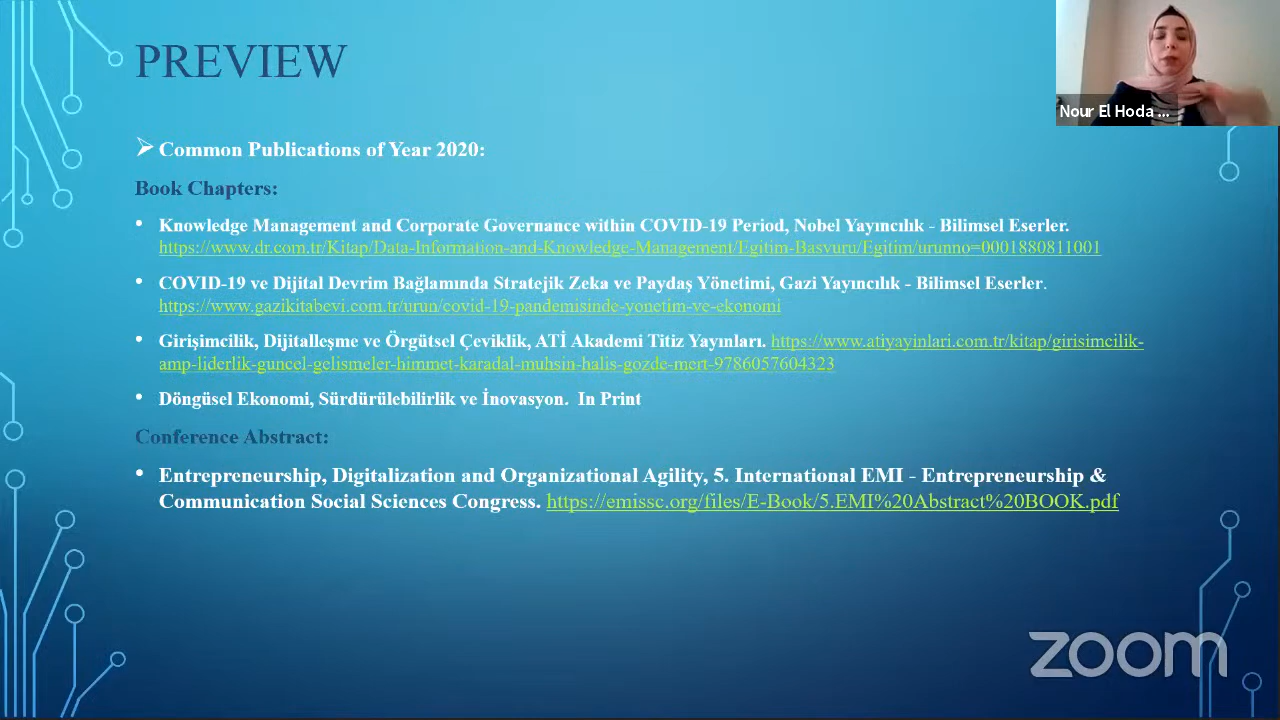 PREVIEW
Nour El Hoda ...
➢ Common Publications of Year 2020:
Book Chapters:
• Knowledge Management and Corporate Governance within COVID-19 Period, Nobel Yayıncılık - Bilimsel Eserler.
https://www.dr.com.tr/Kitap/Data-Information-and-Knowledge-Management/Egitim-Basvuru/Egitim/urunno=0001880811001
• COVID-19 ve Dijital Devrim Bağlamında Stratejik Zeka ve Paydaş Yönetimi, Gazi Yayıncılık - Bilimsel Eserler.
https://www.gazikitabevi.com.tr/urun/covid-19-pandemisinde-yonetim-ve-ekonomi
• Girişimcilik, Dijitalleşme ve Örgütsel Çeviklik, ATİ Akademi Titiz Yayınları. https://www.atiyayinlari.com.tr/kitap/girisimcilik-
amp-liderlik-guncel-gelismeler-himmet-karadal-muhsin-halis-gozde-mert-9786057604323
• Döngüsel Ekonomi, Sürdürülebilirlik ve İnovasyon. In Print
Conference Abstract:
• Entrepreneurship, Digitalization and Organizational Agility, 5. International EMI - Entrepreneurship &
Communication Social Sciences Congress. https://emissc.org/files/E-Book/5.EMI%20Abstract%20BOOK.pdf
zoom